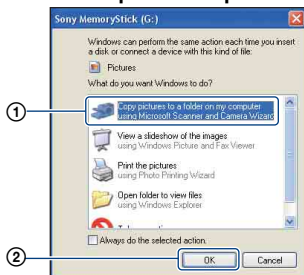 Sony MemoryStick (G:)
Windows can perform the same action each time you insert
a disk or connect a device with this kind of file:
Pictures
What do you want Windows to do?
① Copy pictures to a folder on my computer
using Microsoft Scanner and Camera Wizard
View a slideshow of the images
using Windows Picture and Fax Viewer
Print the pictures
using Photo Printing Wizard
Open folder to view files
using Windows Explorer
Always do the selected action.
② OK Cancel